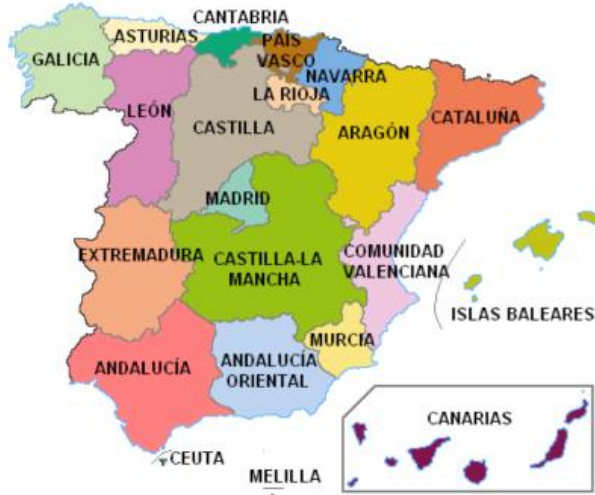 CANTABRIA
ASTURIAS
PAÍS
VASCO
GALICIA
NAVARRA
LA RIOJA
LEÓN
CASTILLA
ARAGÓN
CATALUÑA
MADRID
EXTREMADURA
CASTILLA-LA
MANCHA
COMUNIDAD
VALENCIANA
ISLAS BALEARES
MURCIA
ANDALUCÍA
ANDALUCÍA
ORIENTAL
CANARIAS
CEUTA
MELILLA